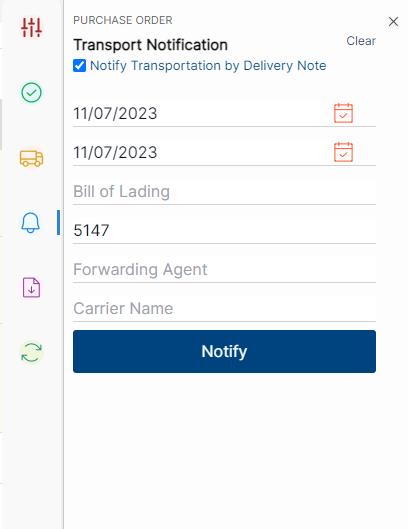 PURCHASE ORDER
Transport Notification
Clear
Notify Transportation by Delivery Note
11/07/2023
11/07/2023
Bill of Lading
5147
Forwarding Agent
Carrier Name
Notify